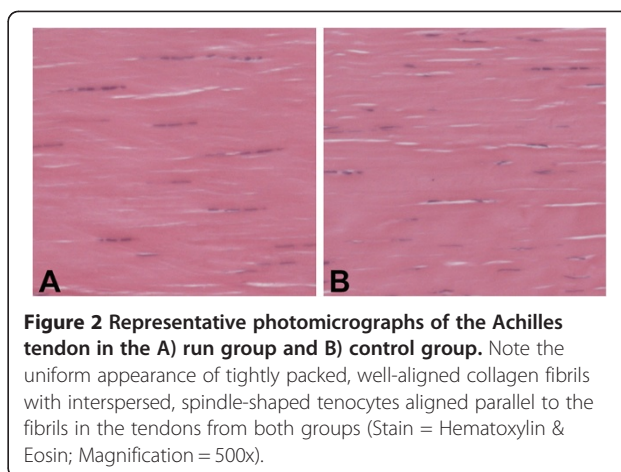 A
B
Figure 2 Representative photomicrographs of the Achilles
tendon in the A) run group and B) control group. Note the
uniform appearance of tightly packed, well-aligned collagen fibrils
with interspersed, spindle-shaped tenocytes aligned parallel to the
fibrils in the tendons from both groups (Stain = Hematoxylin &
Eosin; Magnification = 500x).